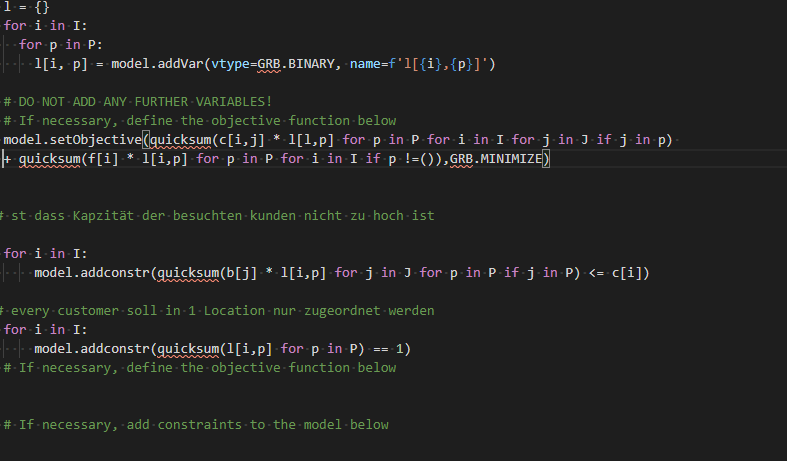 l = {}
for i in I:
for p in P:
l[i, p] = model.addVar(vtype=GRB.BINARY, name=f'l[{i},{p}]')
# DO NOT ADD ANY FURTHER VARIABLES!
# If necessary, define the objective function below
model.setObjective(quicksum(c[i,j] * l[l,p] for p in P for i in I for j in J if j in p)
+ quicksum(f[i] * l[i,p] for p in P for i in I if p !=()),GRB.MINIMIZE)
# st dass Kapzität der besuchten kunden nicht zu hoch ist
for i in I:
model.addconstr(quicksum(b[j] * l[i,p] for j in J for p in P if j in P) <= c[i])
# every customer soll in 1 Location nur zugeordnet werden
for i in I:
model.addconstr(quicksum(l[i,p] for p in P) == 1)
# If necessary, define the objective function below
# If necessary, add constraints to the model below